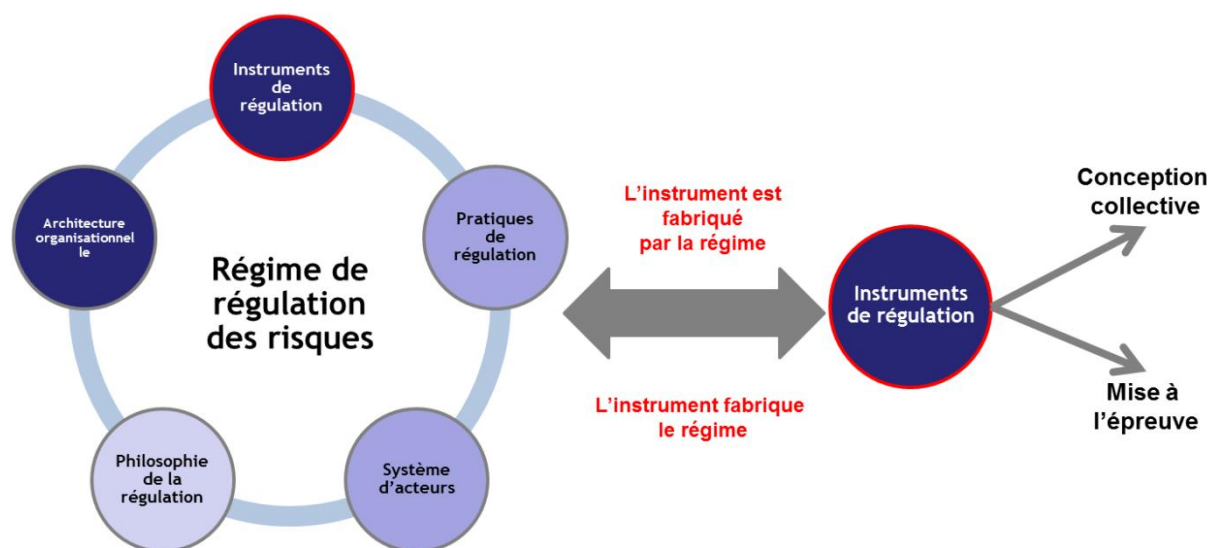 Instruments
de
régulation
Pratiques
de
régulation
Système
d'acteurs
Philosophie
de la
régulation
Architecture
organisationnel
le
Régime de
régulation
des risques
L'instrument est
fabriqué
par la régime
L'instrument fabrique
le régime
Instruments
de régulation
Conception
collective
Mise à
l'épreuve